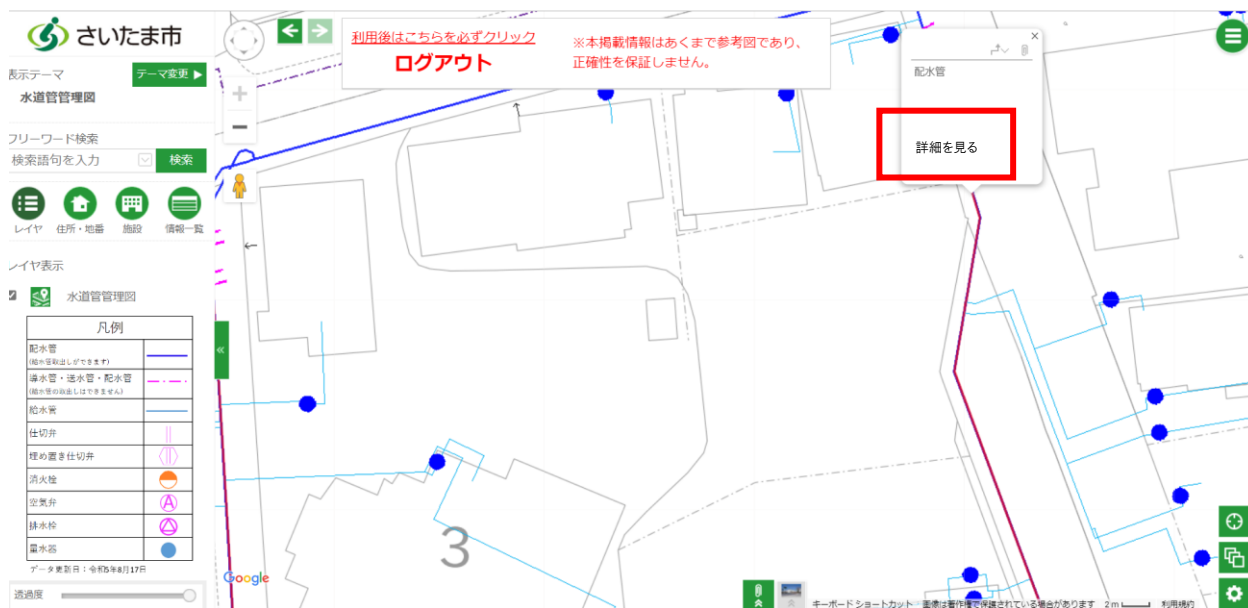 さいたま市
表示テーマ
テーマ変更 ▶
水道管管理図
フリーワード検索
検索語句を入力
検索
レイヤ
住所・地番
施設
情報一覧
レイヤ表示
水道管管理図
凡例
配水管
(給水管取出しができます)
導水管・送水管・配水管
(給水管の取出しはできません)
給水管
仕切弁
埋め置き仕切弁
消火栓
空気弁
A
排水栓
量水器
データ更新日:令和5年8月17日
透過度
利用後はこちらを必ずクリック
ログアウト
※本掲載情報はあくまで参考図であり、
正確性を保証しません。
×
配水管
詳細を見る
3
Google
キーボード ショートカット
画像は著作権で保護されている場合があります
2 m
利用規約